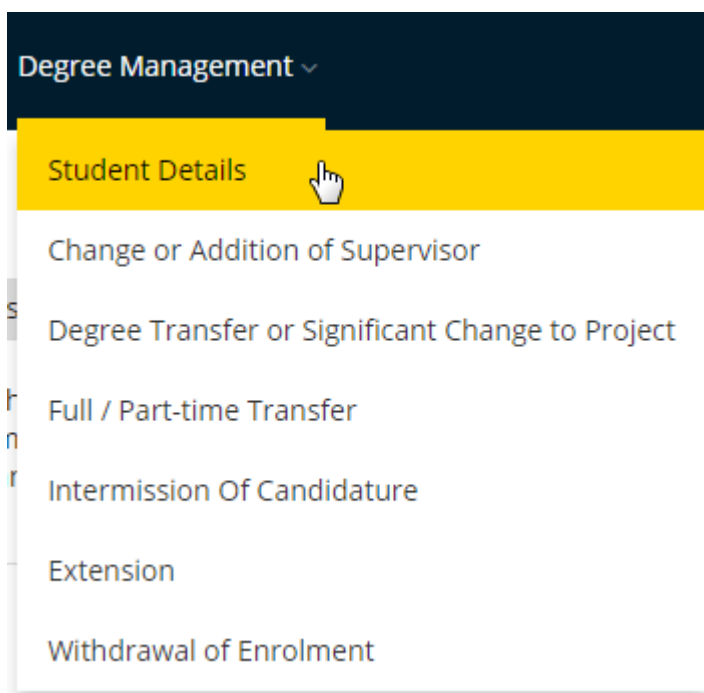 Degree Management
Student Details
Change or Addition of Supervisor
Degree Transfer or Significant Change to Project
Full / Part-time Transfer
Intermission Of Candidature
Extension
Withdrawal of Enrolment